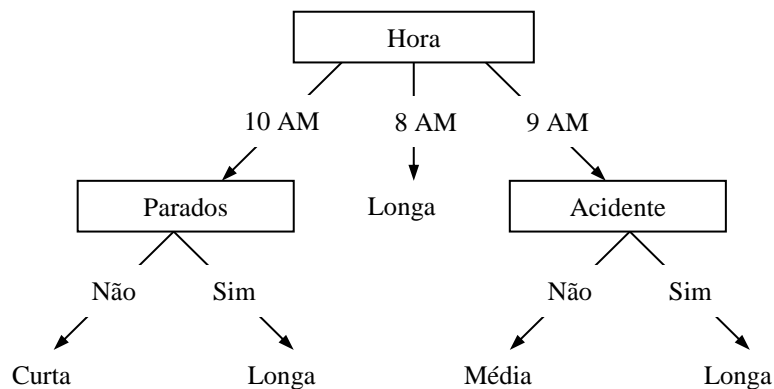 Hora
10 AM 8 AM 9 AM
Parados Longa Acidente
Não Sim Não Sim
Curta Longa Média Longa